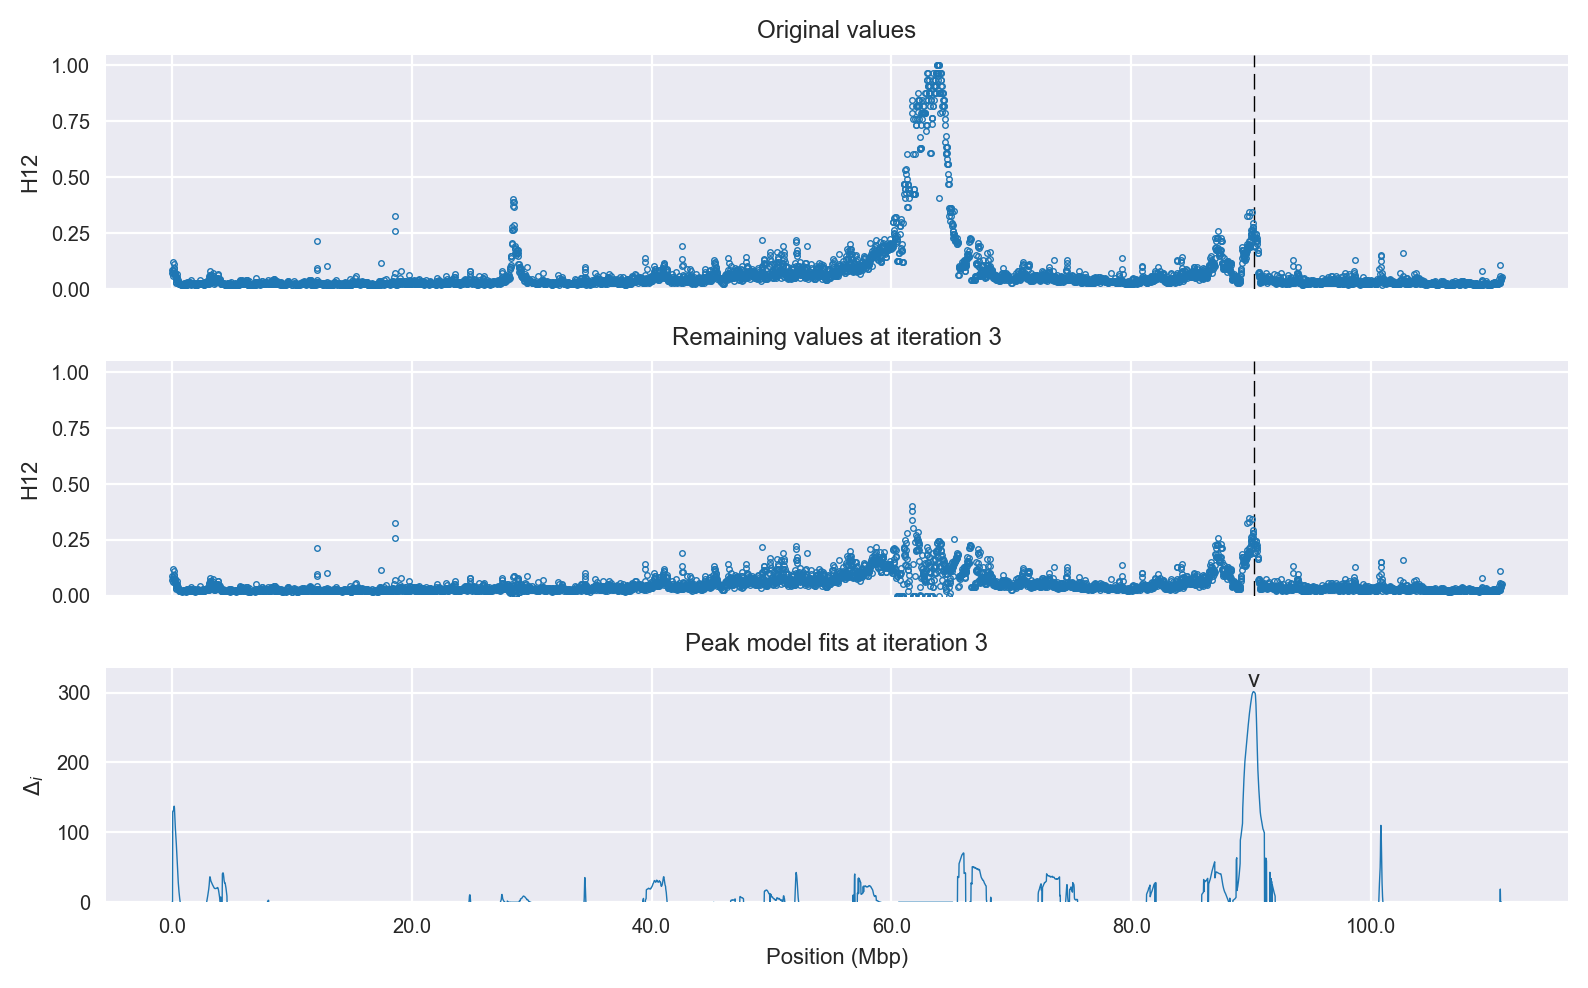 Original values
1.00
0.75
0.50
0.25
0.00
H12
Remaining values at iteration 3
1.00
0.75
0.50
0.25
0.00
H12
Peak model fits at iteration 3
v
300
200
100
0
Δi
0.0 20.0 40.0 60.0 80.0 100.0
Position (Mbp)